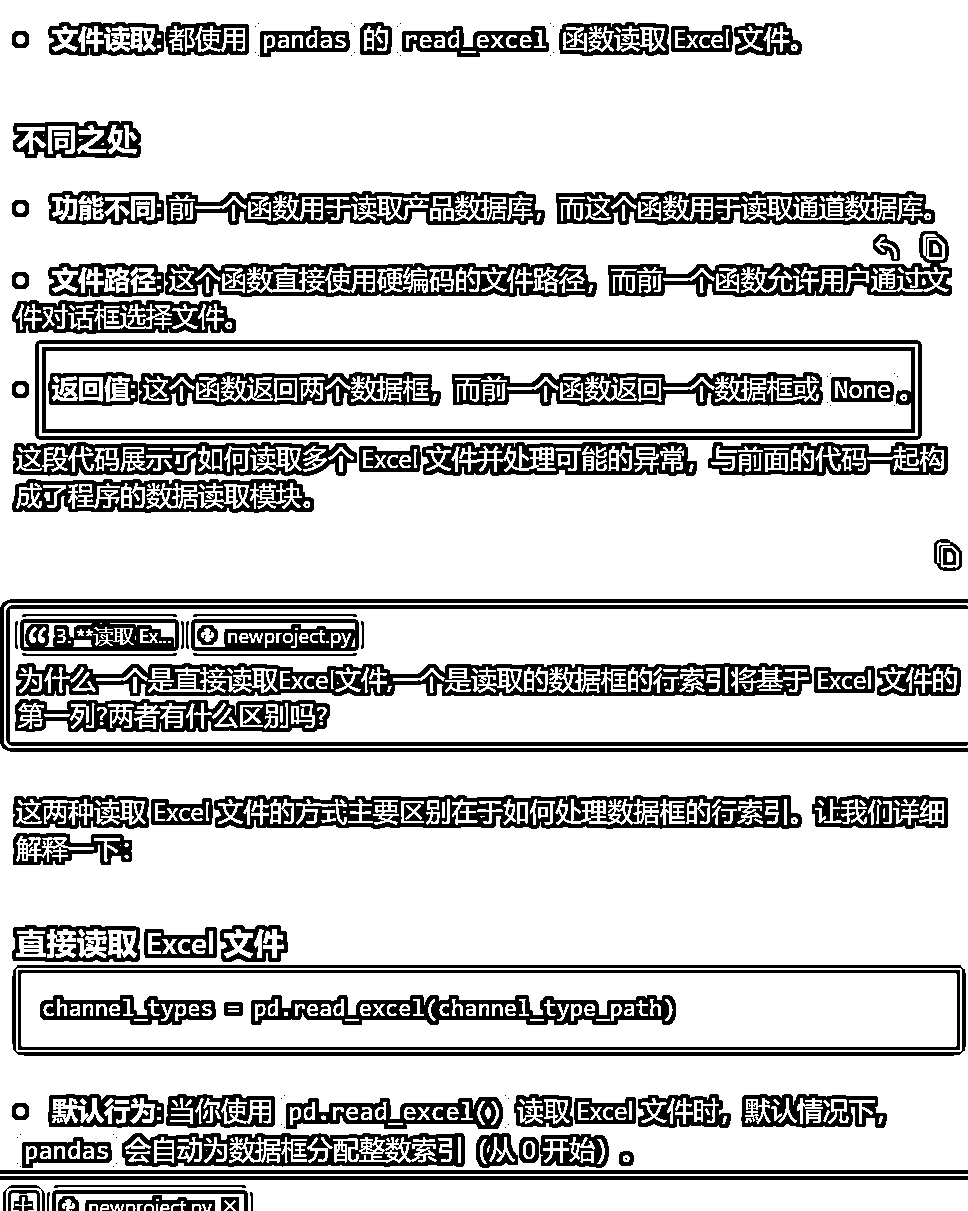 文件读取: 都使用 pandas 的 read_excel 函数读取 Excel 文件。
不同之处
功能不同: 前一个函数用于读取产品数据库，而这个函数用于读取通道数据库。
文件路径: 这个函数直接使用硬编码的文件路径，而前一个函数允许用户通过文
件对话框选择文件。
返回值: 这个函数返回两个数据框，而前一个函数返回一个数据框或 None 。
这段代码展示了如何读取多个 Excel 文件并处理可能的异常，与前面的代码一起构
成了程序的数据读取模块。
3.**读取 Ex... newproject.py
为什么一个是直接读取Excel文件,一个是读取的数据框的行索引将基于 Excel 文件的
第一列?两者有什么区别吗?
这两种读取 Excel 文件的方式主要区别在于如何处理数据框的行索引。让我们详细
解释一下：
直接读取 Excel 文件
channel_types = pd.read_excel(channel_type_path)
默认行为: 当你使用 pd.read_excel() 读取 Excel 文件时，默认情况下，
pandas 会自动为数据框分配整数索引（从 0 开始）。
newproject.py